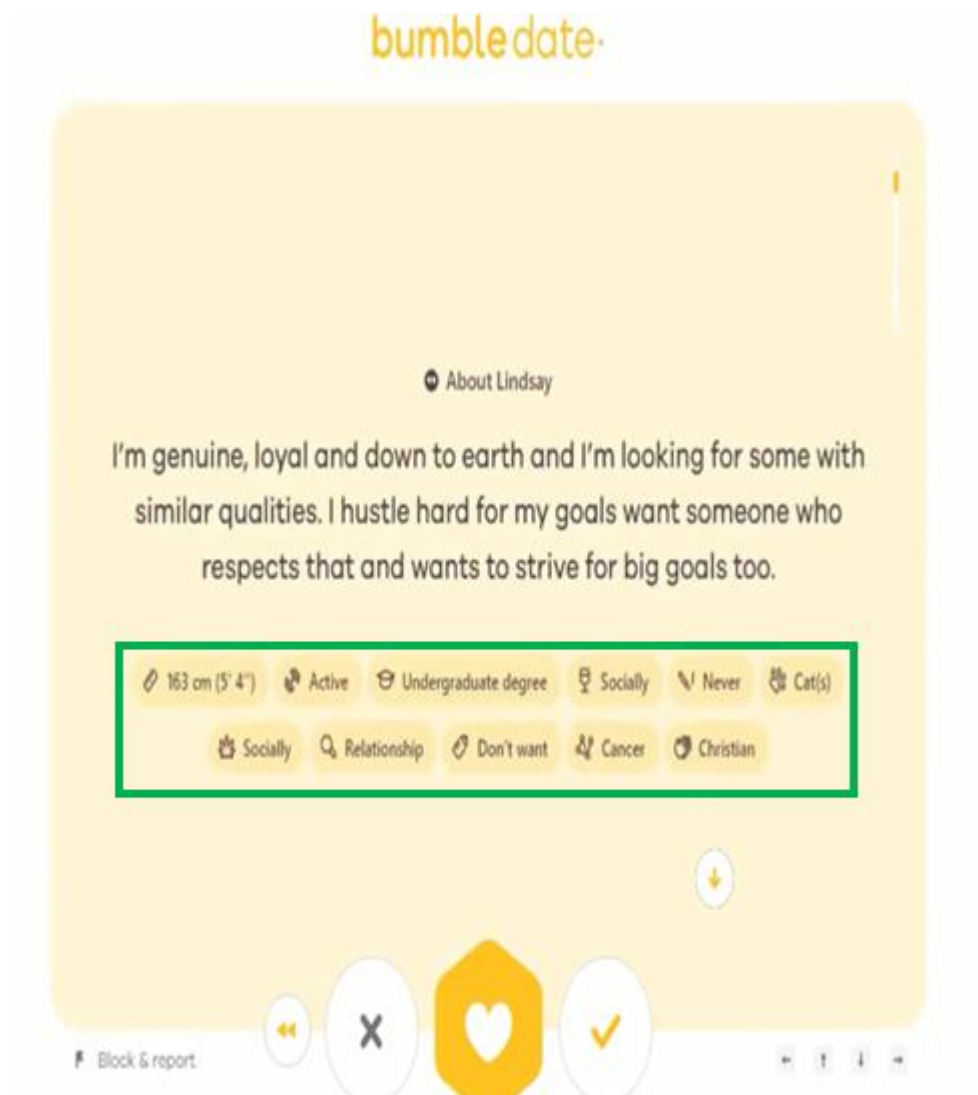 bumble date
About Lindsay
I'm genuine, loyal and down to earth and I'm looking for some with
similar qualities. I hustle hard for my goals want someone who
respects that and wants to strive for big goals too.
163 cm (5' 4") Active Undergraduate degree Socially Never Cat(s)
Socially Relationship Don't want Cancer Christian
Block & report